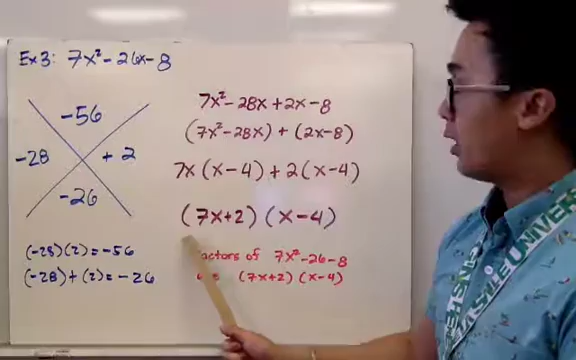 Ex 3: 7x² - 26x - 8
-56
-28
+ 2
-26
(-28)(2) = -56
(-28) + (2) = -26
7x² - 28x + 2x - 8
(7x² - 28x) + (2x - 8)
7x (x - 4) + 2 (x - 4)
(7x+2) (x - 4)
factors of 7x² - 26 - 8
(7x+2) (x-4)